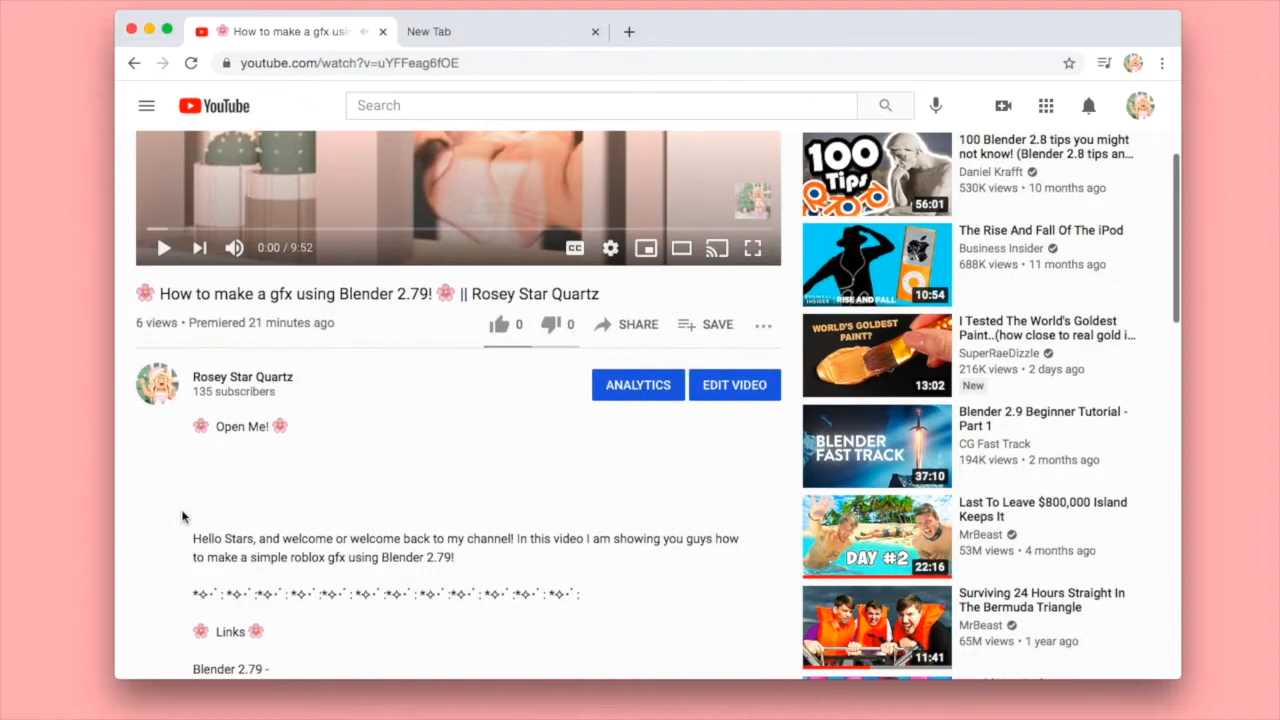 How to make a gfx usin
New Tab
youtube.com/watch?v=uYFFeag6fOE
YouTube
Search
0:00 / 9:52
CC
🌸 How to make a gfx using Blender 2.79! 🌸 || Rosey Star Quartz
6 views • Premiered 21 minutes ago
0
0
SHARE
SAVE
Rosey Star Quartz
135 subscribers
ANALYTICS
EDIT VIDEO
🌸 Open Me! 🌸
Hello Stars, and welcome or welcome back to my channel! In this video I am showing you guys how
to make a simple roblox gfx using Blender 2.79!
*✧･ﾟ: *✧･ﾟ:*✧･ﾟ:*✧･ﾟ: *✧･ﾟ: *✧･ﾟ: *✧･ﾟ:*✧･ﾟ: *✧･ﾟ: *✧･ﾟ: *✧･ﾟ:
🌸 Links 🌸
Blender 2.79 -
100
Tips
56:01
100 Blender 2.8 tips you might
not know! (Blender 2.8 tips an...
Daniel Krafft
530K views • 10 months ago
BUSINESS
INSIDER
RISE AND FALL
10:54
The Rise And Fall Of The iPod
Business Insider
688K views • 11 months ago
WORLD'S GOLDEST
PAINT?
13:02
I Tested The World's Goldest
Paint..(how close to real gold i...
SuperRaeDizzle
216K views • 2 days ago
New
BLENDER
FAST TRACK
37:10
Blender 2.9 Beginner Tutorial -
Part 1
CG Fast Track
194K views • 2 months ago
DAY #2
22:16
Last To Leave $800,000 Island
Keeps It
MrBeast
53M views • 4 months ago
11:41
Surviving 24 Hours Straight In
The Bermuda Triangle
MrBeast
65M views • 1 year ago